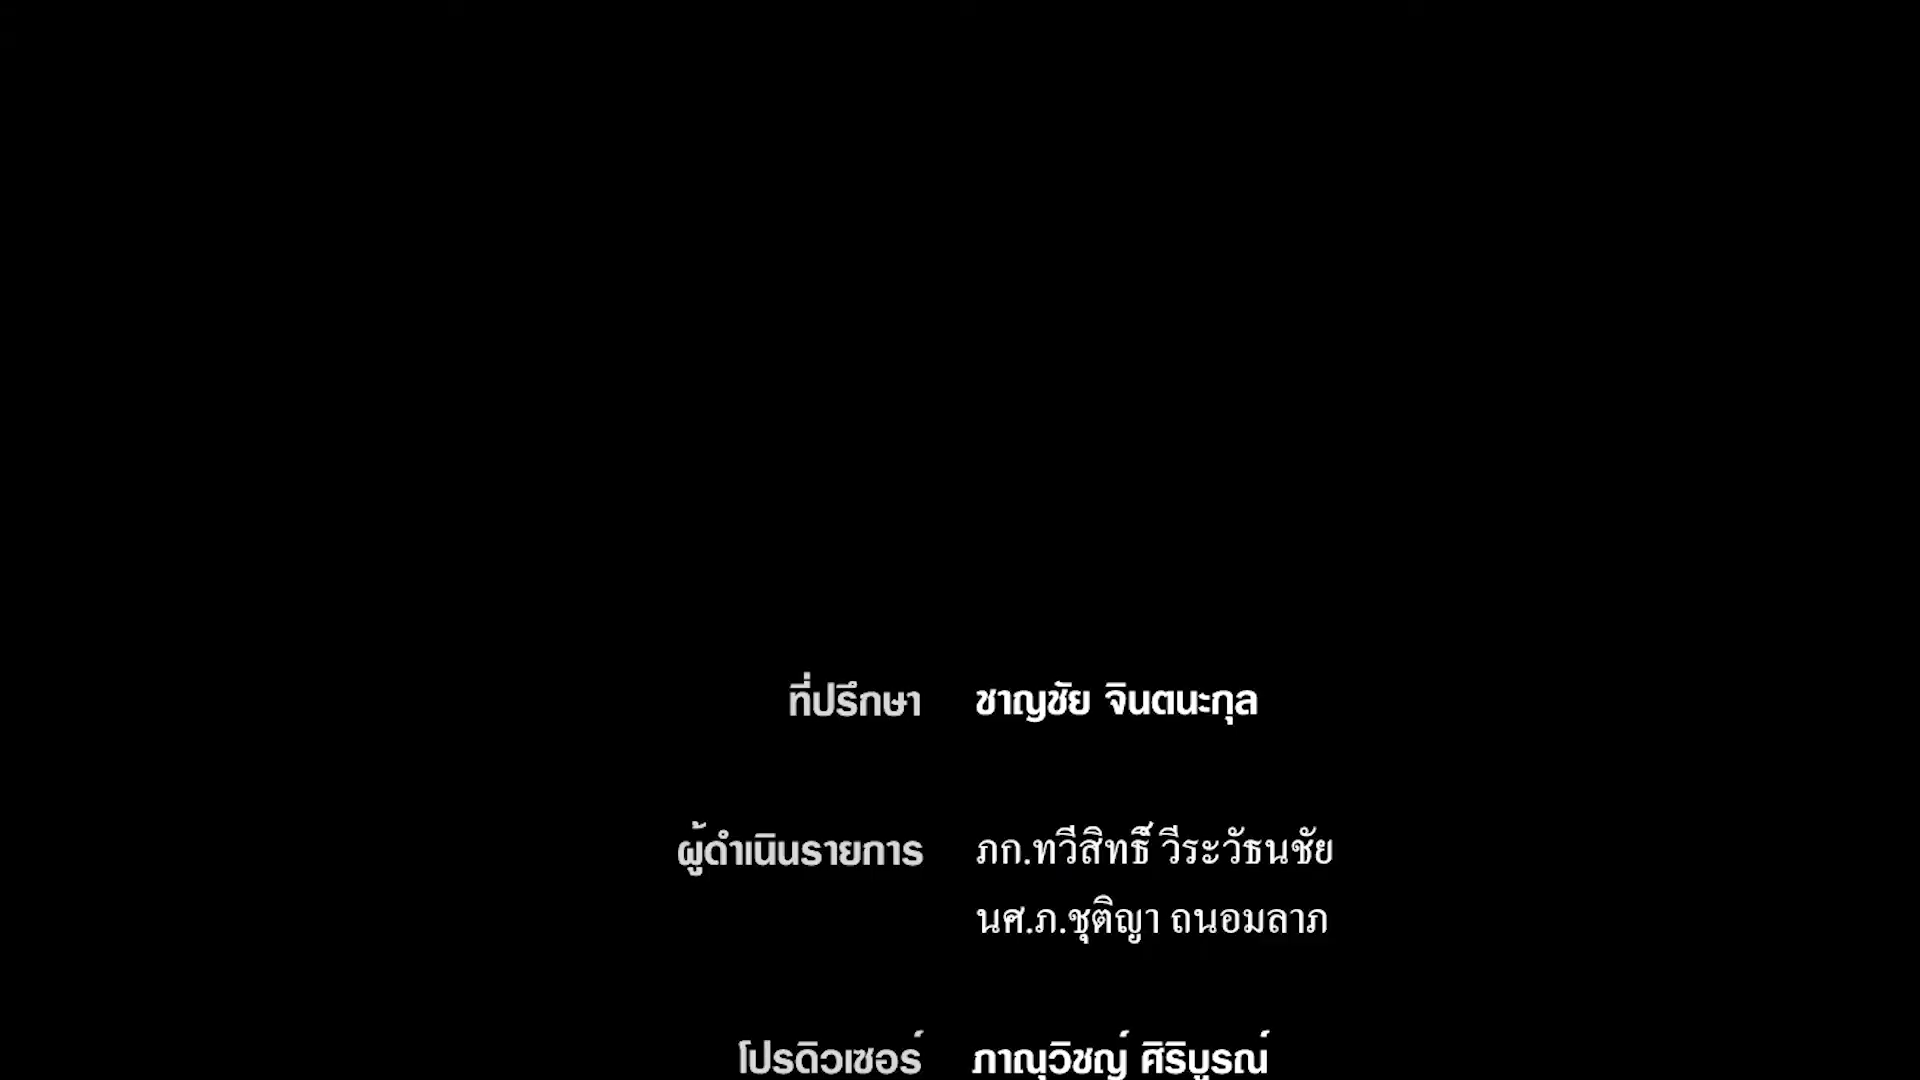 ที่ปรึกษา ชาญชัย จินตนะกุล
ผู้ดำเนินรายการ ภก.ทวีสิทธิ์ วีระวัธนชัย
นศ.ภ.ชุติญา ถนอมลาภ
โปรดิวเซอร์ ภาณุวิชญ์ ศิริบูรณ์